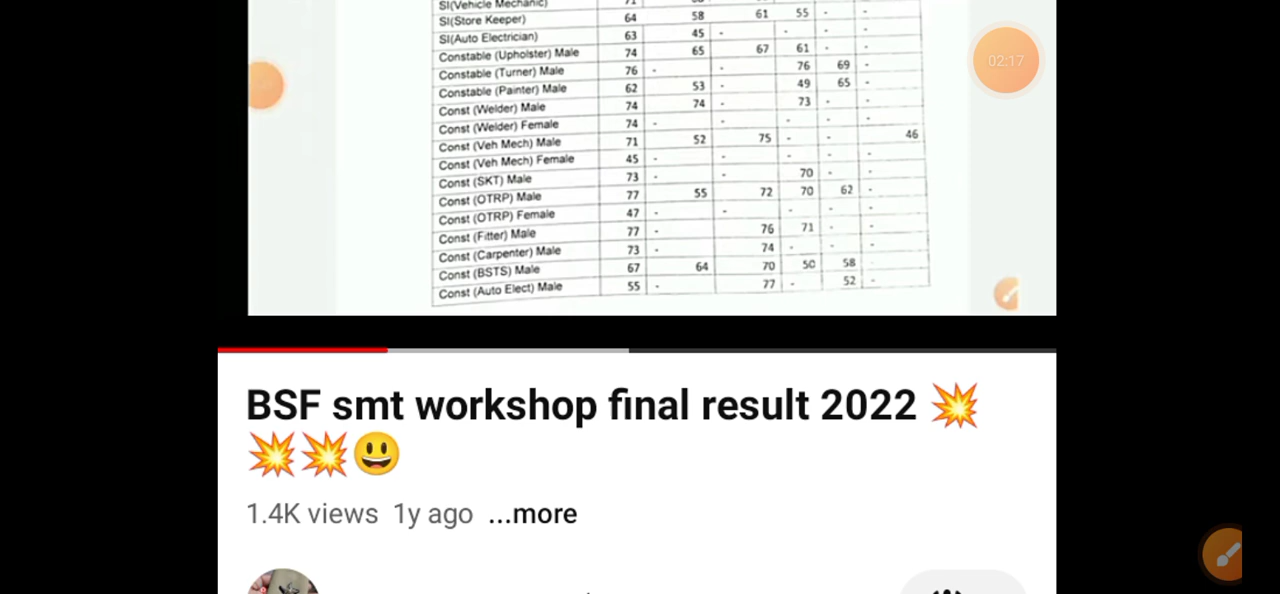 SI(Vehicle Mechanic) 71
SI(Store Keeper) 64 58 61 55 - -
SI(Auto Electrician) 63 45 - - - -
Constable (Upholster) Male 74 65 67 61 - -
Constable (Turner) Male 76 - - 76 69 -
Constable (Painter) Male 62 53 - 49 65 -
Const (Welder) Male 74 74 - 73 - -
Const (Welder) Female 74 - - - - -
Const (Veh Mech) Male 71 52 75 - - 46
Const (Veh Mech) Female 45 - - - - -
Const (SKT) Male 73 - - 70 - -
Const (OTRP) Male 77 55 72 70 62 -
Const (OTRP) Female 47 - - - - -
Const (Fitter) Male 77 - 76 71 - -
Const (Carpenter) Male 73 - 74 - - -
Const (BSTS) Male 67 64 70 50 58
Const (Auto Elect) Male 55 - 77 - 52 -
02:17
BSF smt workshop final result 2022 💥
💥💥😃
1.4K views 1y ago ...more